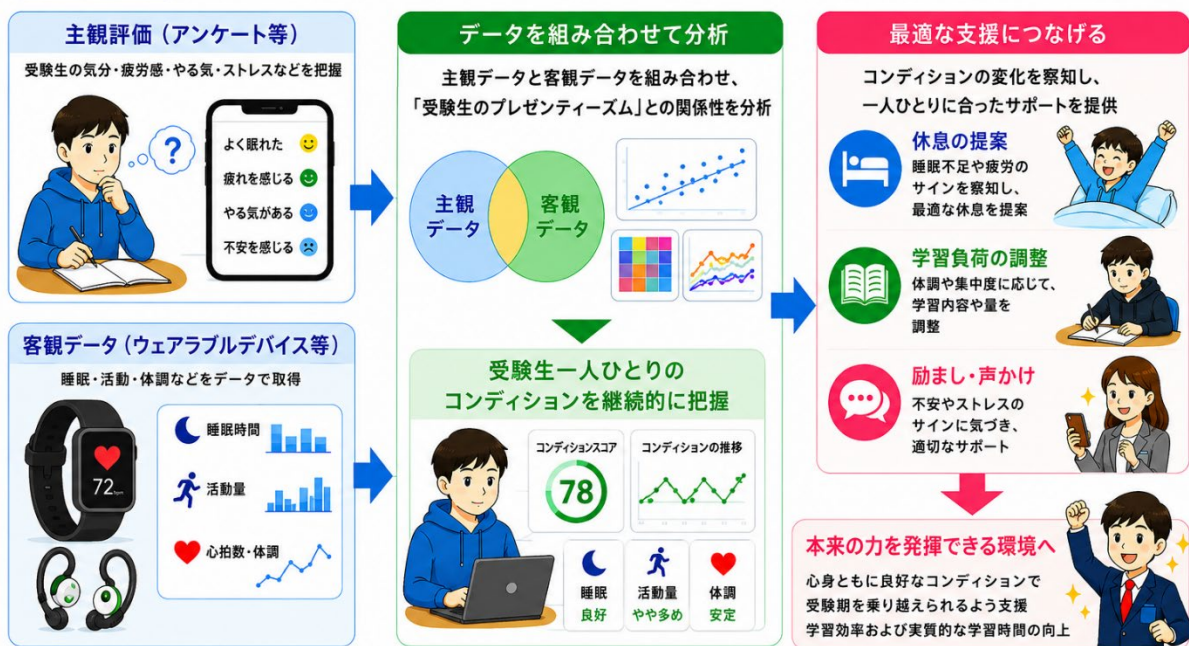 主観評価（アンケート等）
受験生の気分・疲労感・やる気・ストレスなどを把握
?
よく眠れた
疲れを感じる
やる気がある
不安を感じる
客観データ（ウェアラブルデバイス等）
睡眠・活動・体調などをデータで取得
72 bpm
睡眠時間
活動量
心拍数・体調
データを組み合わせて分析
主観データと客観データを組み合わせ、
「受験生のプレゼンティーズム」との関係性を分析
主観
データ
客観
データ
受験生一人ひとりの
コンディションを継続的に把握
コンディションスコア
78
コンディションの推移
睡眠
良好
活動量
やや多め
体調
安定
最適な支援につなげる
コンディションの変化を察知し、
一人ひとりに合ったサポートを提供
休息の提案
睡眠不足や疲労の
サインを察知し、
最適な休息を提案
学習負荷の調整
体調や集中度に応じて、
学習内容や量を
調整
励まし・声かけ
不安やストレスの
サインに気づき、
適切なサポート
本来の力を発揮できる環境へ
心身ともに良好なコンディションで
受験期を乗り越えられるよう支援
学習効率および実質的な学習時間の向上